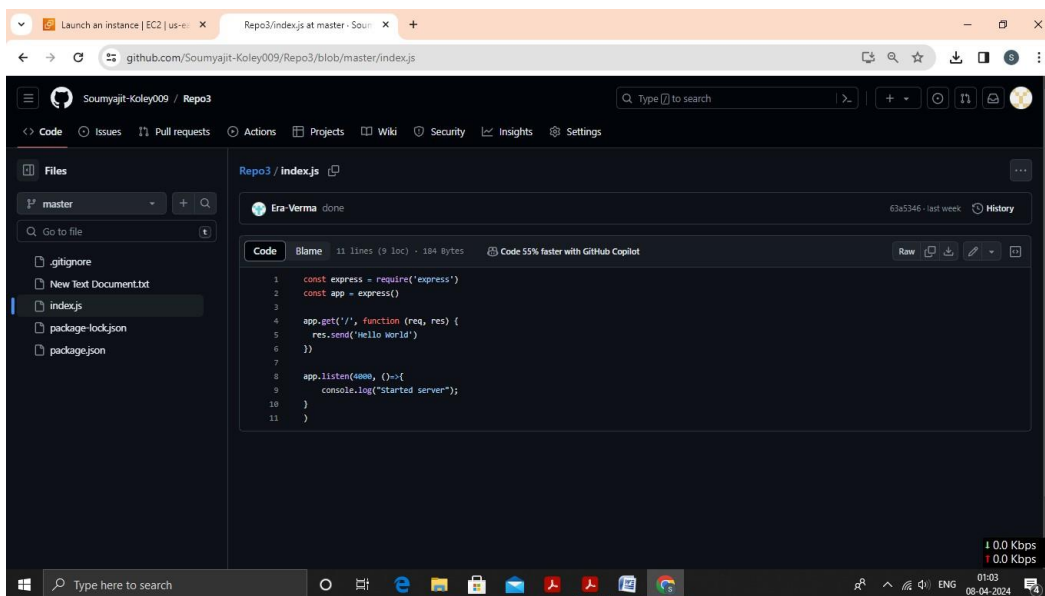 Launch an instance | EC2 | us-ea
Repo3/index.js at master · Soum
github.com/Soumyajit-Koley009/Repo3/blob/master/index.js
S
Soumyajit-Koley009 / Repo3
Type / to search
Code Issues Pull requests Actions Projects Wiki Security Insights Settings
Files
Repo3 / index.js
master
Era-Verma done
63a5346 · last week History
Go to file
t
Code Blame 11 lines (9 loc) · 184 Bytes Code 55% faster with GitHub Copilot Raw
.gitignore
New Text Document.txt
index.js
package-lock.json
package.json
1 const express = require('express')
2 const app = express()
3
4 app.get('/', function (req, res) {
5 res.send('Hello World')
6 })
7
8 app.listen(4000, ()=>{
9 console.log("Started server");
10 }
11 )
0.0 Kbps
0.0 Kbps
Type here to search
ENG
01:03
08-04-2024
4